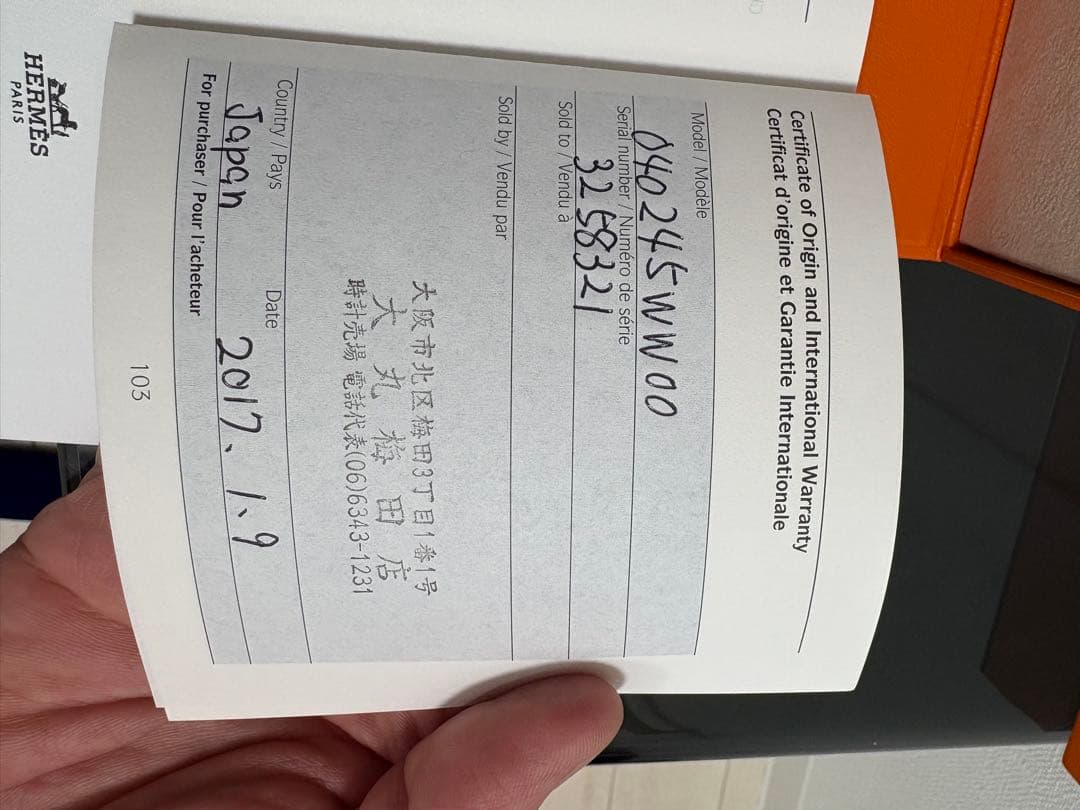 Certificate of Origin and International Warranty
Certificat d'origine et Garantie Internationale
Model / Modèle
040245WW00
Serial number / Numéro de série
3258321
Sold to / Vendu à
Sold by / Vendu par
大阪市北区梅田3丁目1番1号
大丸 梅田店
時計売場 電話代表(06)6343-1231
Country / Pays
Japan
Date
2017、1、9
For purchaser / Pour l'acheteur
103
HERMÈS
PARIS